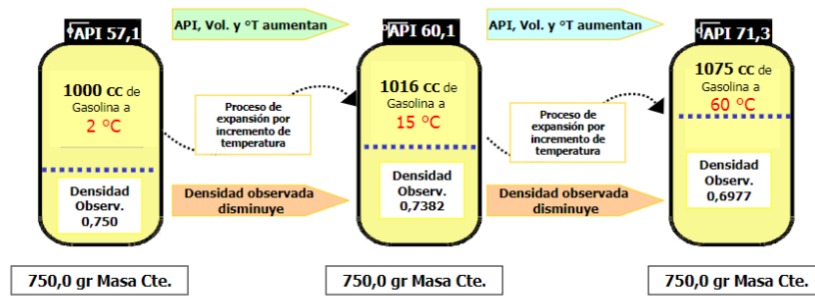 °API 57,1
API, Vol. y °T aumentan
°API 60,1
API, Vol. y °T aumentan
°API 71,3
1000 cc de
Gasolina a
2 °C
Proceso de
expansión por
incremento de
temperatura
1016 cc de
Gasolina a
15 °C
Proceso de
expansión por
incremento de
temperatura
1075 cc de
Gasolina a
60 °C
Densidad
Observ.
0,750
Densidad observada
disminuye
Densidad
Observ.
0,7382
Densidad observada
disminuye
Densidad
Observ.
0,6977
750,0 gr Masa Cte.
750,0 gr Masa Cte.
750,0 gr Masa Cte.